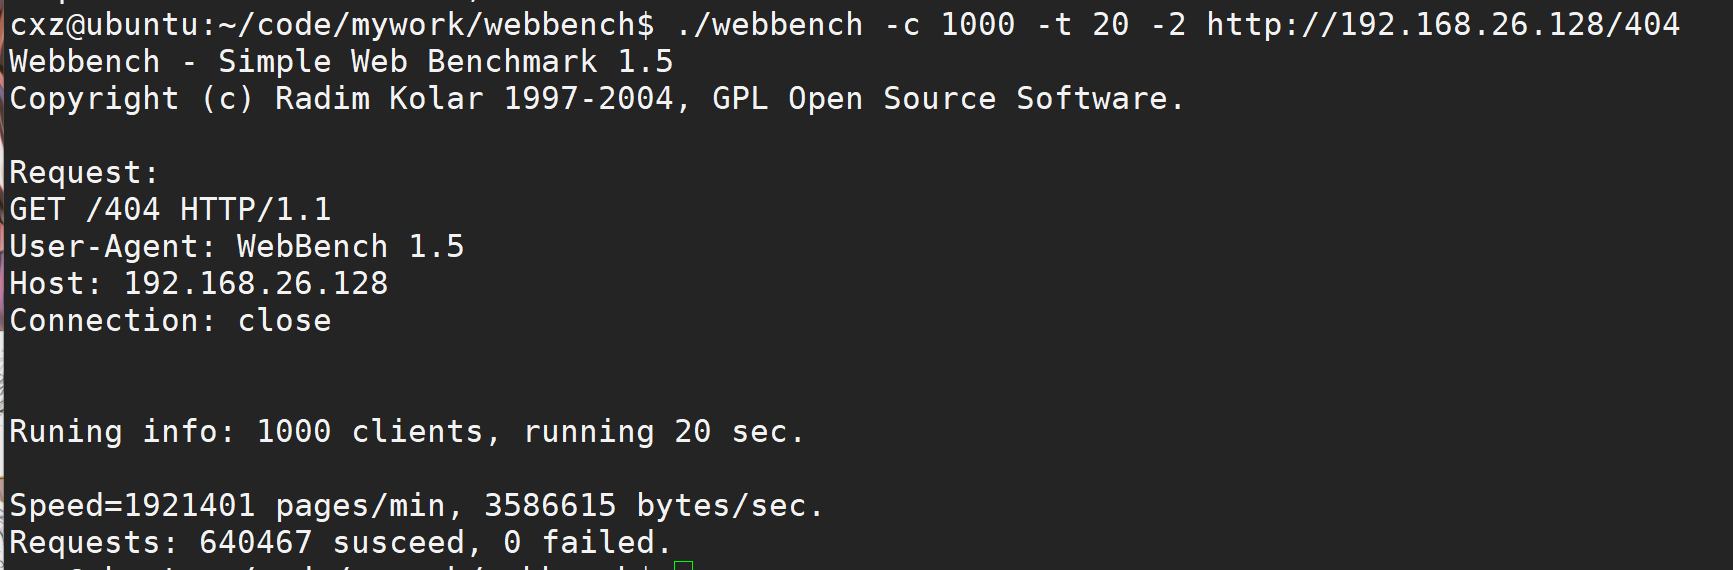 cxz@ubuntu:~/code/mywork/webbench$ ./webbench -c 1000 -t 20 -2 http://192.168.26.128/404
Webbench - Simple Web Benchmark 1.5
Copyright (c) Radim Kolar 1997-2004, GPL Open Source Software.
Request:
GET /404 HTTP/1.1
User-Agent: WebBench 1.5
Host: 192.168.26.128
Connection: close
Runing info: 1000 clients, running 20 sec.
Speed=1921401 pages/min, 3586615 bytes/sec.
Requests: 640467 susceed, 0 failed.